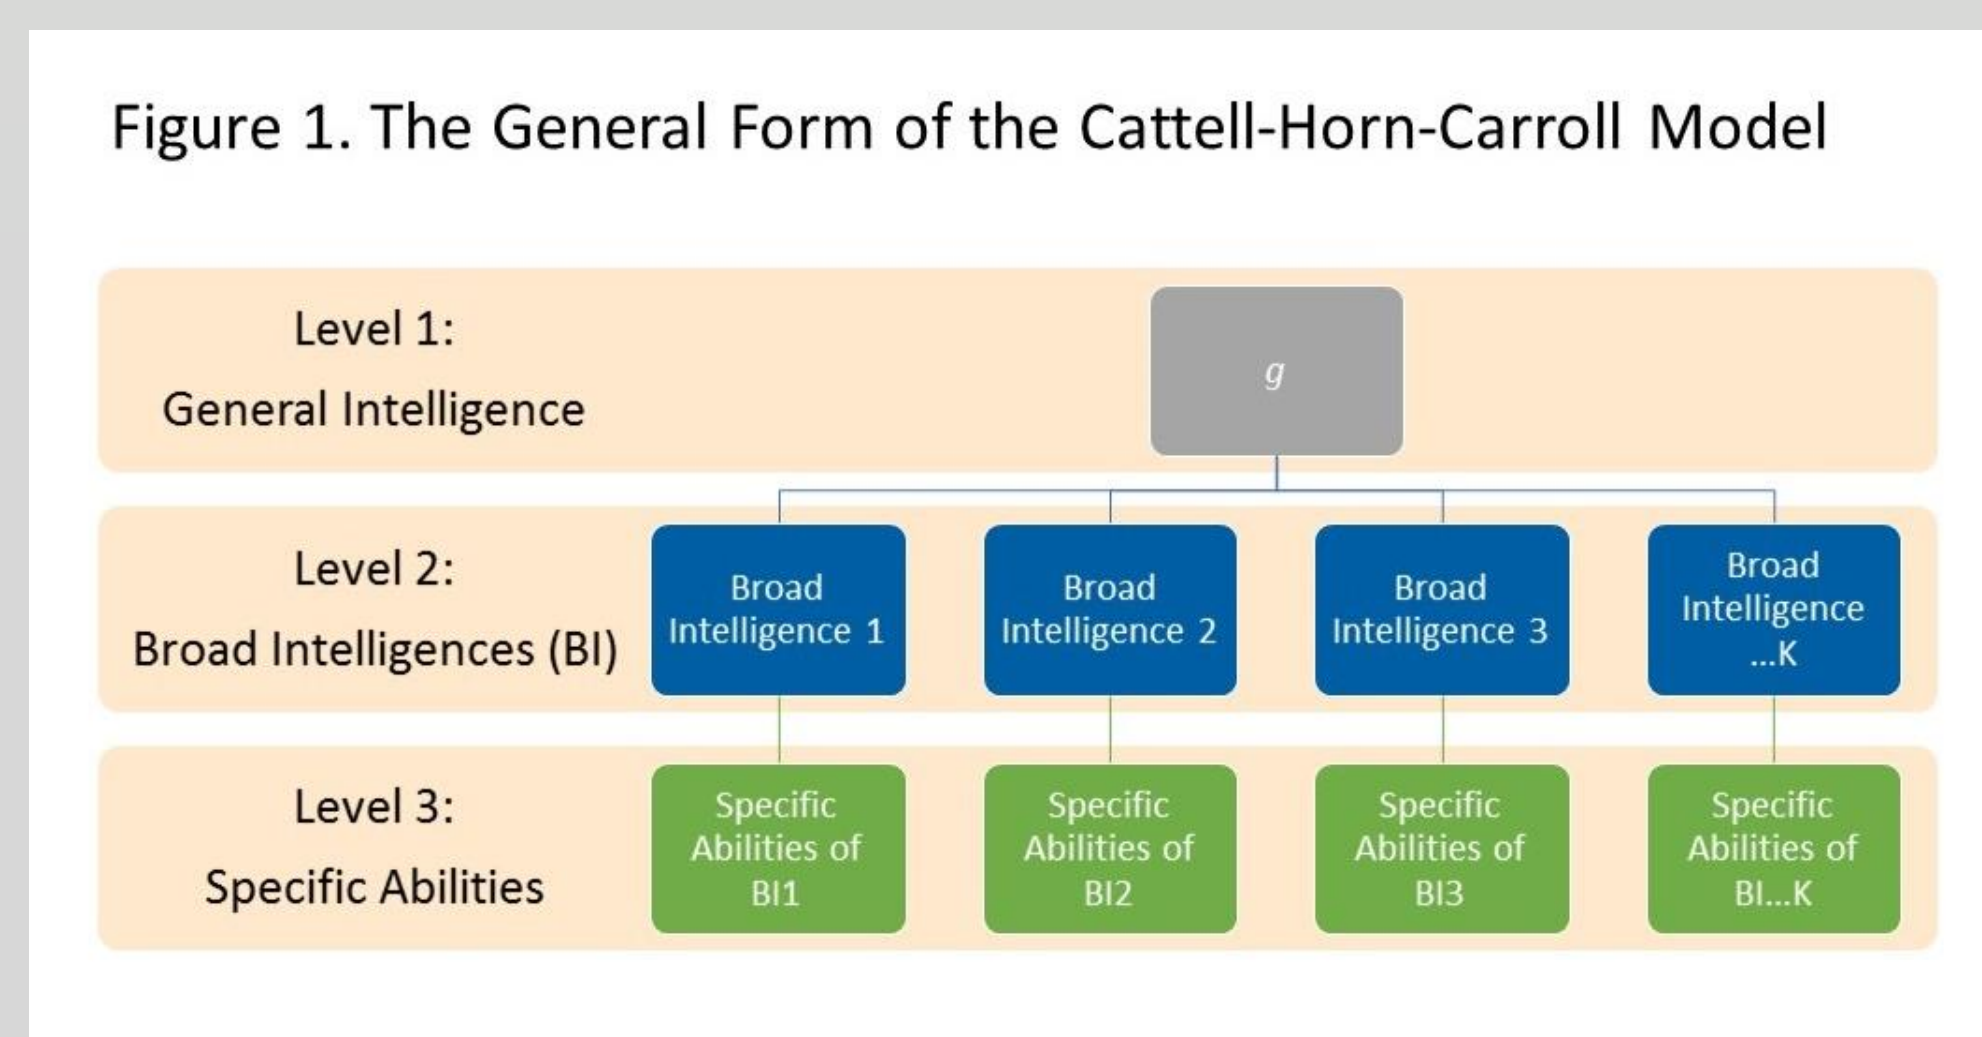 Figure 1. The General Form of the Cattell-Horn-Carroll Model
Level 1:
General Intelligence
g
Level 2:
Broad Intelligences (BI)
Broad
Intelligence 1
Broad
Intelligence 2
Broad
Intelligence 3
Broad
Intelligence
...K
Level 3:
Specific Abilities
Specific
Abilities of
BI1
Specific
Abilities of
BI2
Specific
Abilities of
BI3
Specific
Abilities of
BI...K